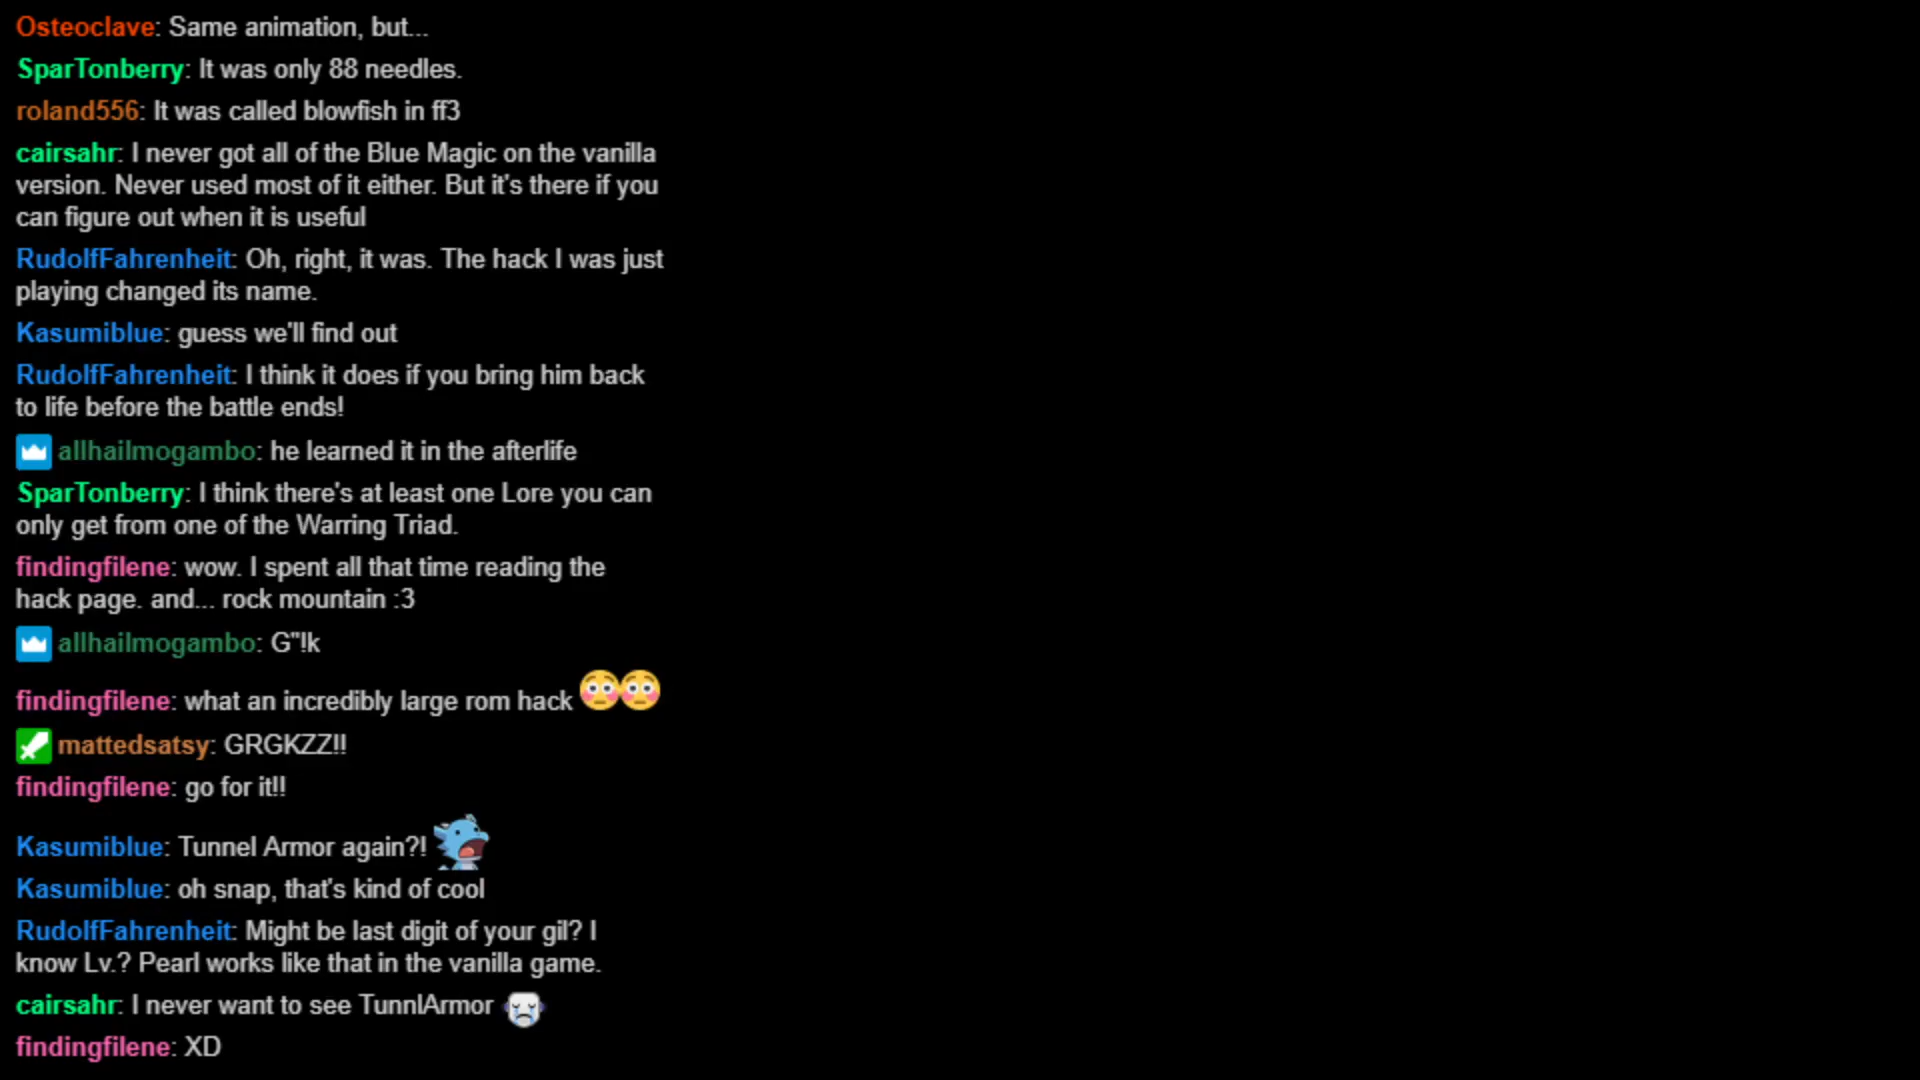 Osteoclave: Same animation, but...
SparTonberry: It was only 88 needles.
roland556: It was called blowfish in ff3
cairsahr: I never got all of the Blue Magic on the vanilla
version. Never used most of it either. But it's there if you
can figure out when it is useful
RudolfFahrenheit: Oh, right, it was. The hack I was just
playing changed its name.
Kasumiblue: guess we'll find out
RudolfFahrenheit: I think it does if you bring him back
to life before the battle ends!
allhailmogambo: he learned it in the afterlife
SparTonberry: I think there's at least one Lore you can
only get from one of the Warring Triad.
findingfilene: wow. I spent all that time reading the
hack page. and... rock mountain :3
allhailmogambo: G"!k
findingfilene: what an incredibly large rom hack
mattedsatsy: GRGKZZ!!
findingfilene: go for it!!
Kasumiblue: Tunnel Armor again?!
Kasumiblue: oh snap, that's kind of cool
RudolfFahrenheit: Might be last digit of your gil? I
know Lv.? Pearl works like that in the vanilla game.
cairsahr: I never want to see TunnlArmor
findingfilene: XD